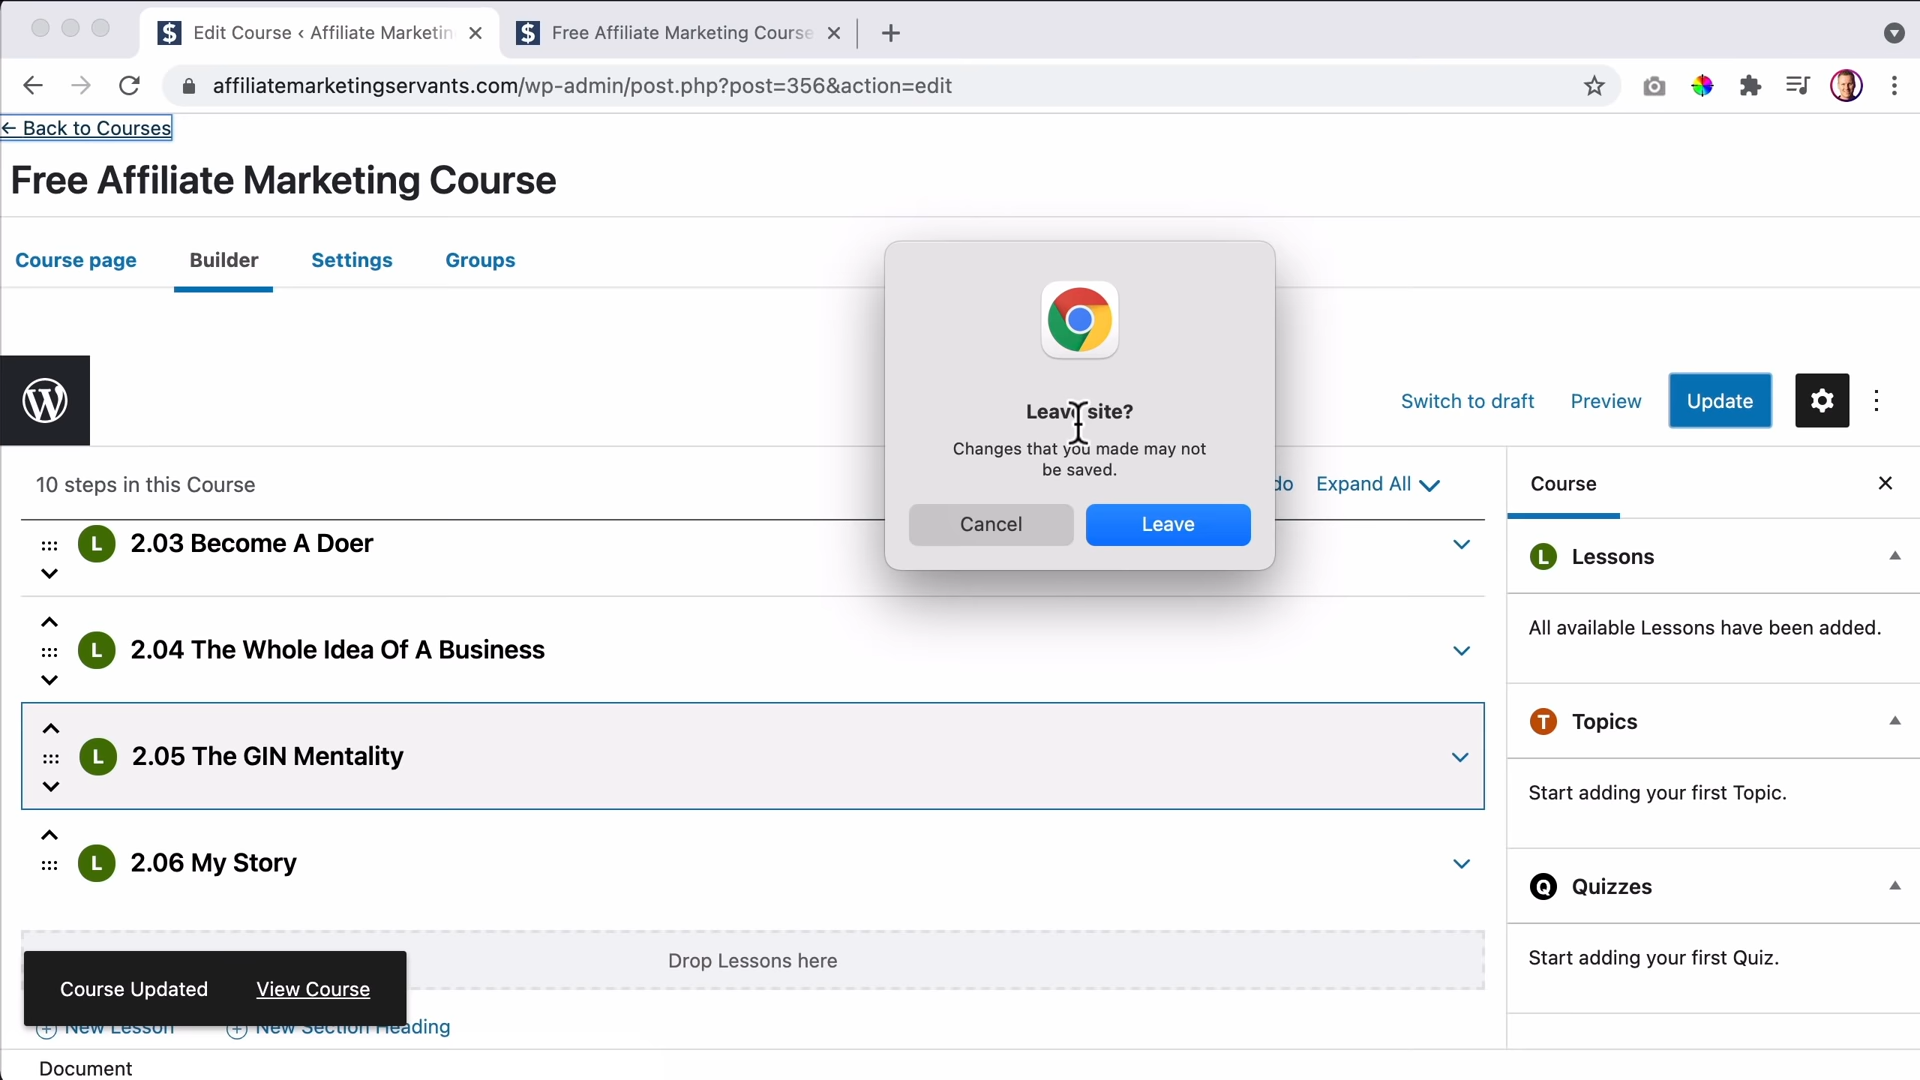 Edit Course ‹ Affiliate Marketin
Free Affiliate Marketing Course
affiliatemarketingservants.com/wp-admin/post.php?post=356&action=edit
← Back to Courses
Free Affiliate Marketing Course
Course page
Builder
Settings
Groups
Leave site?
Changes that you made may not
be saved.
Cancel
Leave
Switch to draft
Preview
Update
10 steps in this Course
do
Expand All
Course
L 2.03 Become A Doer
L 2.04 The Whole Idea Of A Business
L 2.05 The GIN Mentality
L 2.06 My Story
Drop Lessons here
L Lessons
All available Lessons have been added.
T Topics
Start adding your first Topic.
Q Quizzes
Start adding your first Quiz.
Course Updated
View Course
New Lesson
New Section Heading
Document